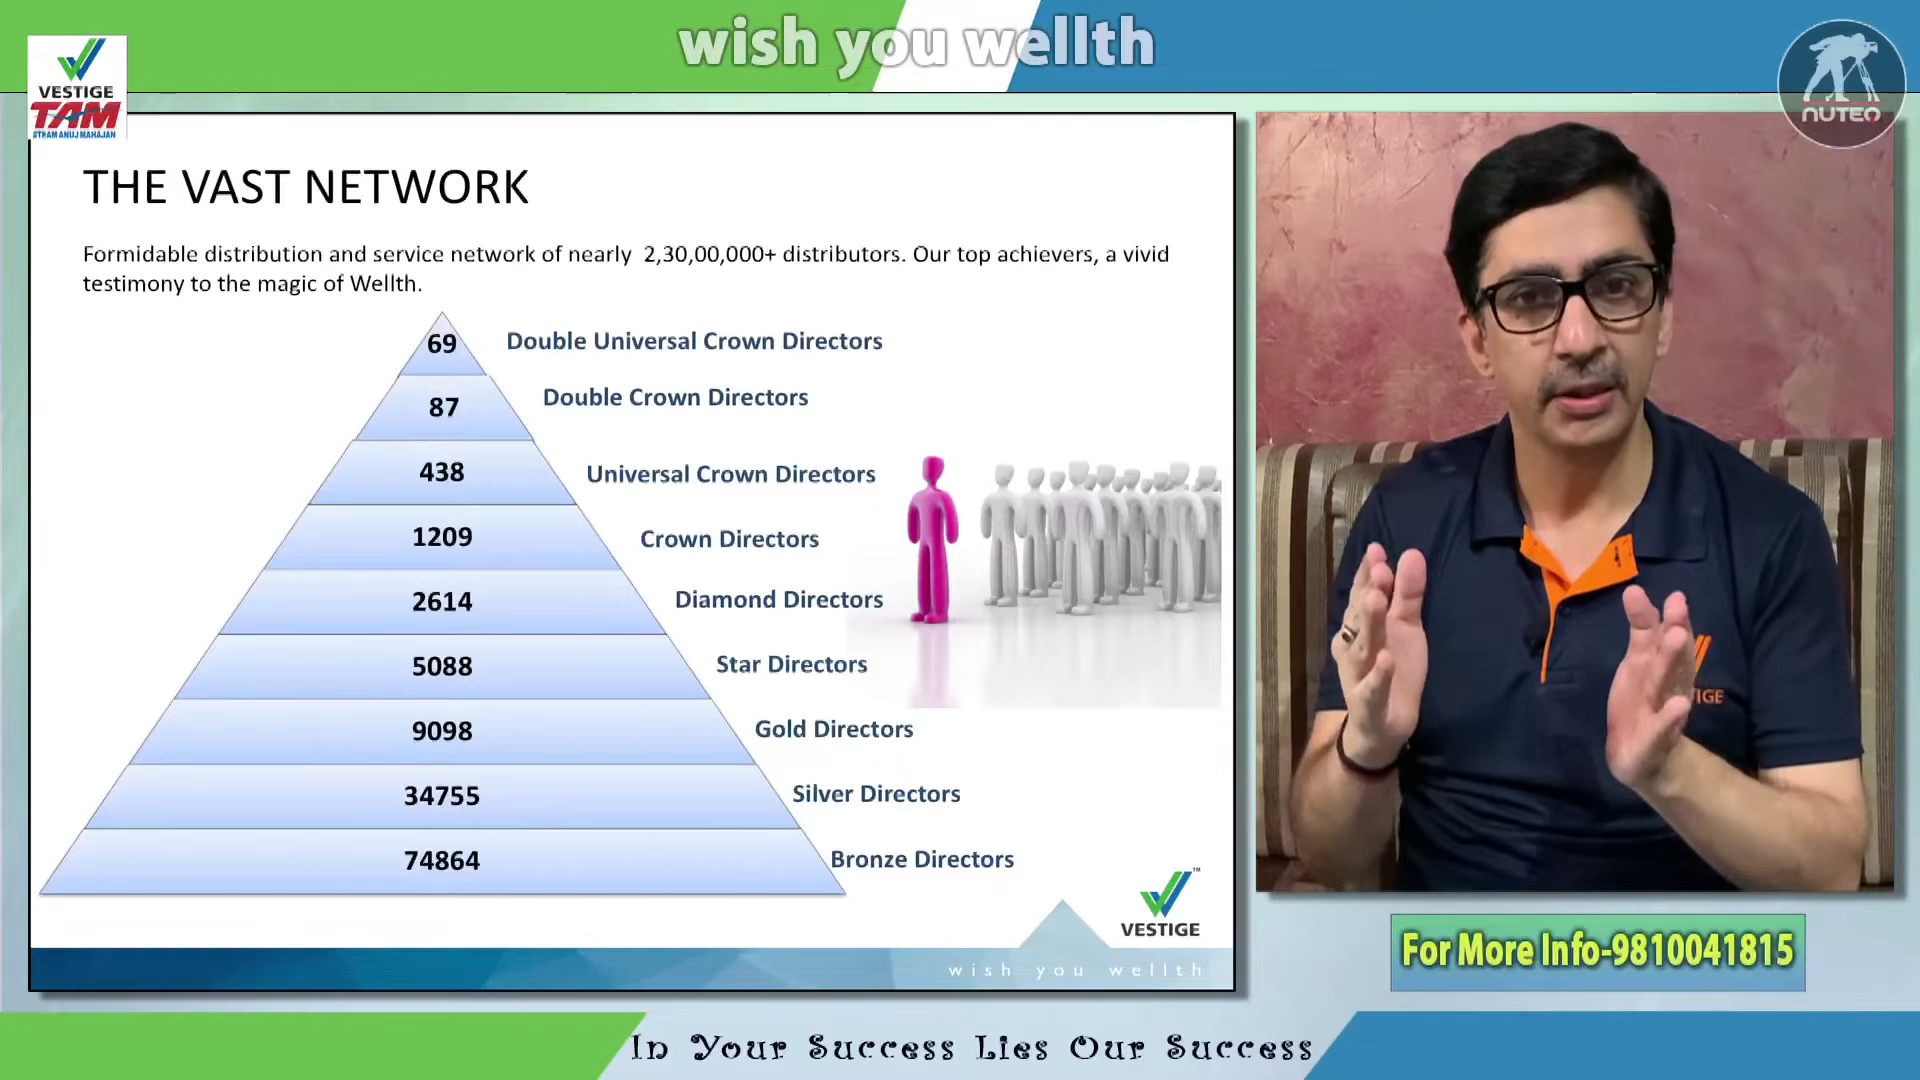 wish you wellth
VESTIGE
TAM
STHAM ANUJ MAHAJAN
NUTEQ
THE VAST NETWORK
Formidable distribution and service network of nearly 2,30,00,000+ distributors. Our top achievers, a vivid
testimony to the magic of Wellth.
69 Double Universal Crown Directors
87 Double Crown Directors
438 Universal Crown Directors
1209 Crown Directors
2614 Diamond Directors
5088 Star Directors
9098 Gold Directors
34755 Silver Directors
74864 Bronze Directors
VESTIGE
TM
wish you wellth
For More Info-9810041815
In Your Success Lies Our Success